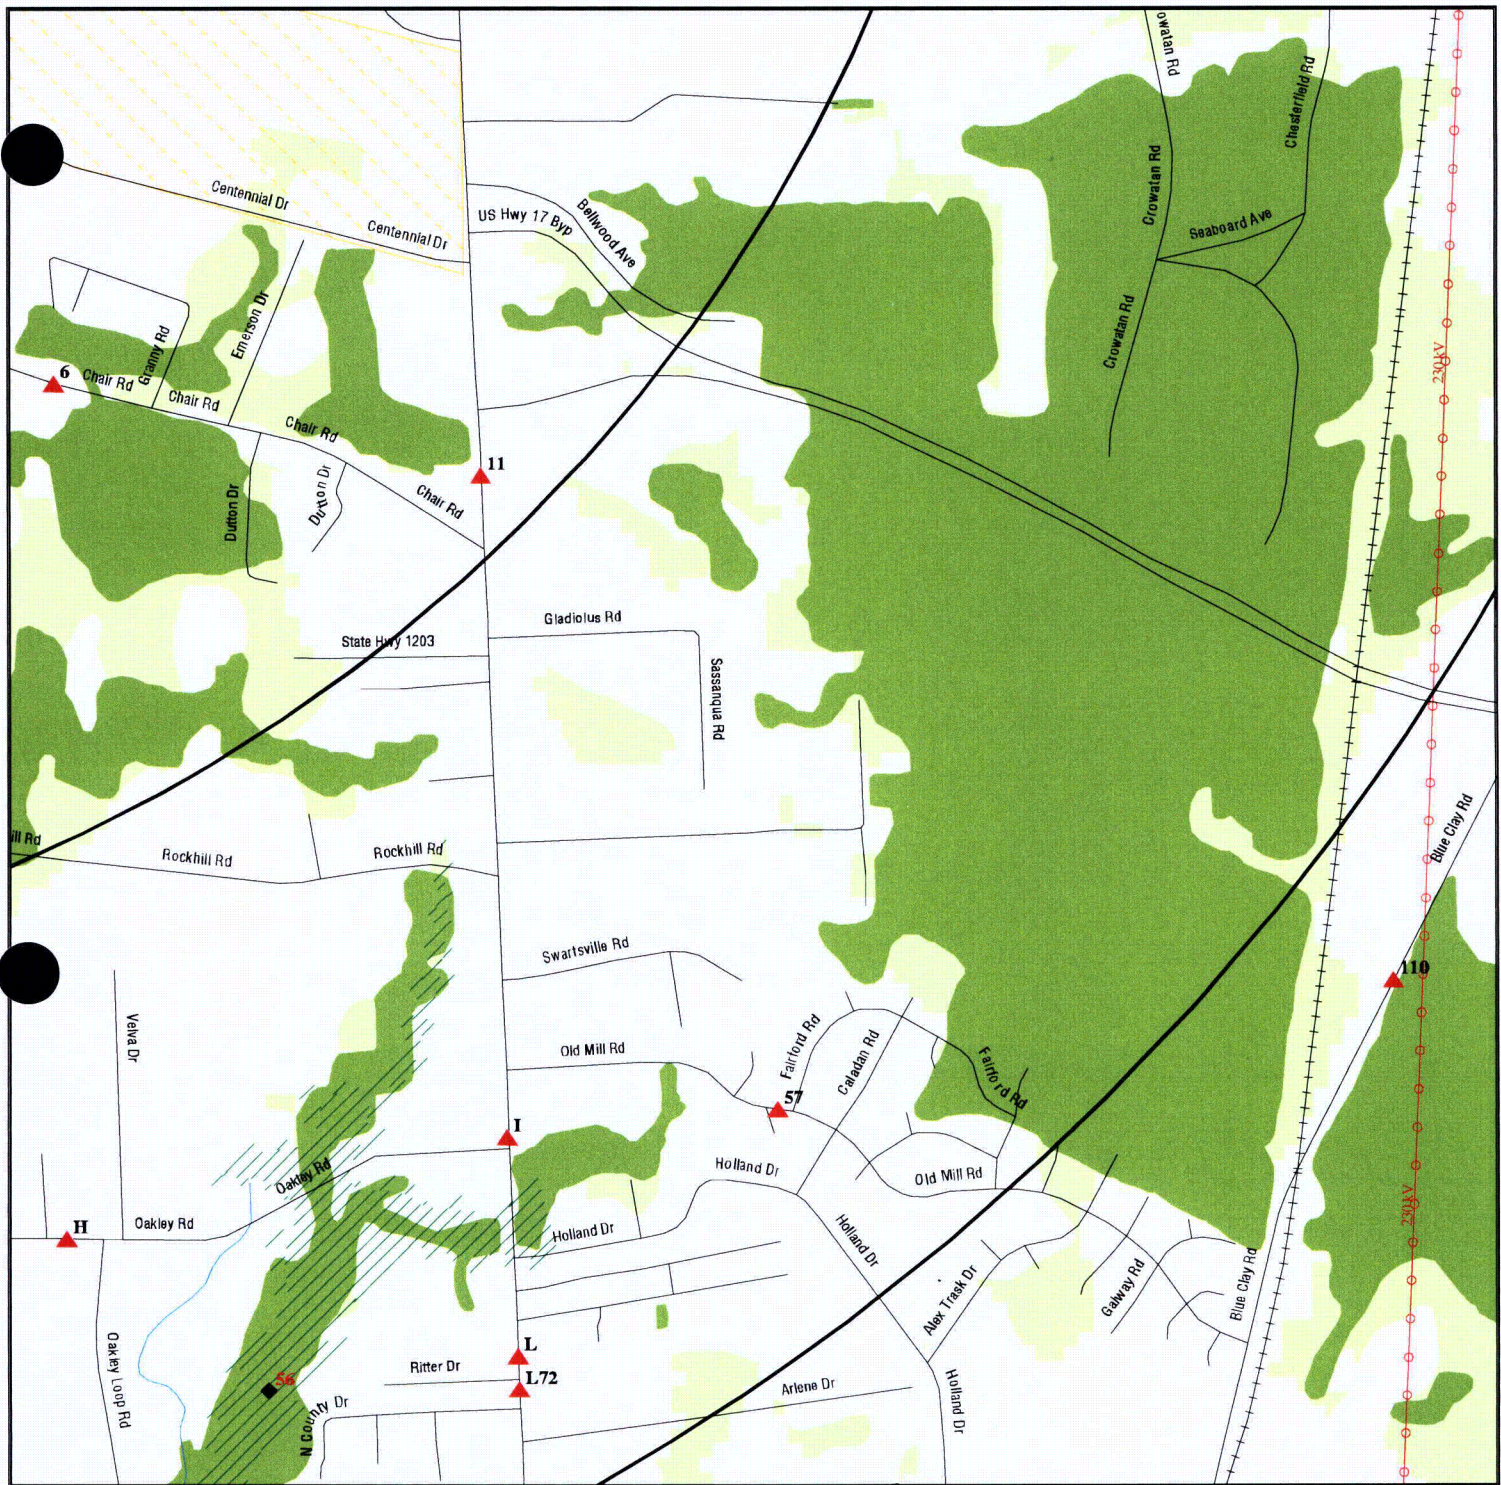 owatan Rd
Chesterfield Rd
Centennial Dr
Centennial Dr
US Hwy 17 Byp
Bellwood Ave
Crowatan Rd
Seaboard Ave
Emerson Dr
Granny Rd
Crowatan Rd
230 kV
6
Chair Rd
Chair Rd
Chair Rd
11
Chair Rd
Dutton Dr
Dutton Dr
Gladiolus Rd
State Hwy 1203
Sassanqua Rd
ill Rd
Rockhill Rd
Rockhill Rd
Blue Clay Rd
Swartsville Rd
110
Velva Dr
Old Mill Rd
Fairford Rd
Caladan Rd
Fairford Rd
57
I
Oakley Rd
Holland Dr
Old Mill Rd
230 kV
H
Oakley Rd
Holland Dr
Holland Dr
Alex Trask Dr
Galway Rd
Blue Clay Rd
Oakley Loop Rd
L
Ritter Dr
L72
56
N County Dr
Arlene Dr
Holland Dr